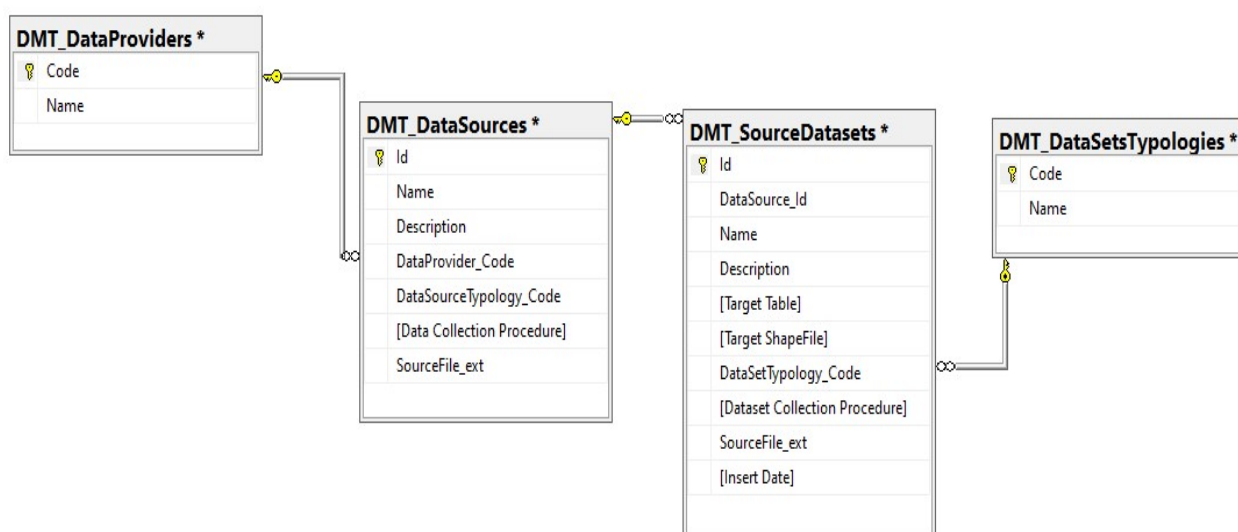 DMT_DataProviders *
Code
Name
DMT_DataSources *
Id
Name
Description
DataProvider_Code
DataSourceTypology_Code
[Data Collection Procedure]
SourceFile_ext
DMT_SourceDatasets *
Id
DataSource_Id
Name
Description
[Target Table]
[Target ShapeFile]
DataSetTypology_Code
[Dataset Collection Procedure]
SourceFile_ext
[Insert Date]
DMT_DataSetsTypologies *
Code
Name